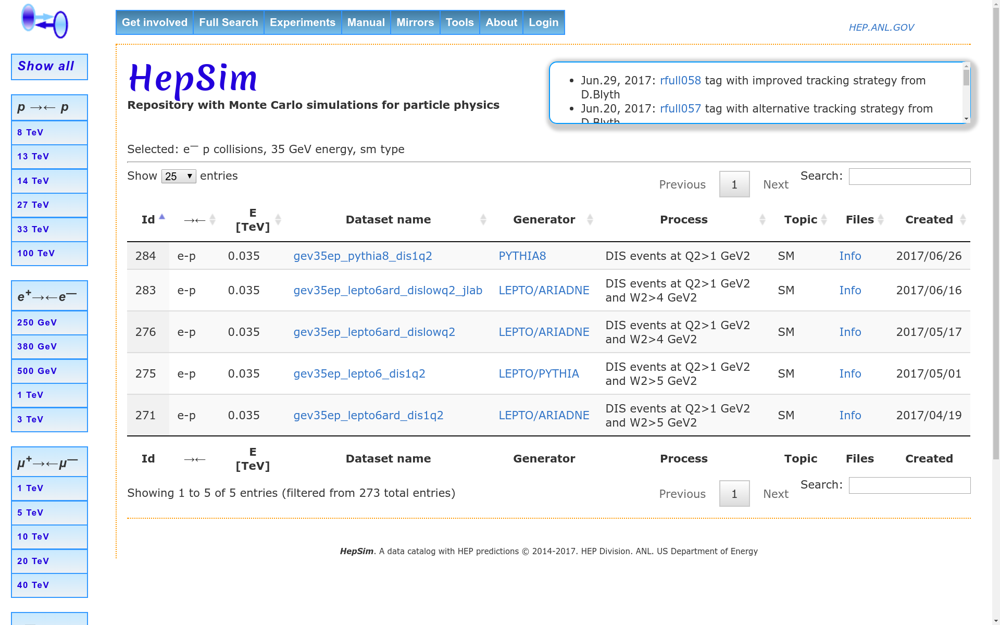 Get involved Full Search Experiments Manual Mirrors Tools About Login
HEP.ANL.GOV
Show all
p →← p
8 TeV
13 TeV
14 TeV
27 TeV
33 TeV
100 TeV
e+→←e—
250 GeV
380 GeV
500 GeV
1 TeV
3 TeV
μ+→←μ—
1 TeV
5 TeV
10 TeV
20 TeV
40 TeV
HepSim
Repository with Monte Carlo simulations for particle physics
• Jun.29, 2017: rfull058 tag with improved tracking strategy from
D.Blyth
• Jun.20, 2017: rfull057 tag with alternative tracking strategy from
D.Blyth
Selected: e— p collisions, 35 GeV energy, sm type
Show 25 entries
Previous 1 Next Search:
Id →← E [TeV] Dataset name Generator Process Topic Files Created
284 e-p 0.035 gev35ep_pythia8_dis1q2 PYTHIA8 DIS events at Q2>1 GeV2 SM Info 2017/06/26
283 e-p 0.035 gev35ep_lepto6ard_dislowq2_jlab LEPTO/ARIADNE DIS events at Q2>1 GeV2 and W2>4 GeV2 SM Info 2017/06/16
276 e-p 0.035 gev35ep_lepto6ard_dislowq2 LEPTO/ARIADNE DIS events at Q2>1 GeV2 and W2>4 GeV2 SM Info 2017/05/17
275 e-p 0.035 gev35ep_lepto6_dis1q2 LEPTO/PYTHIA DIS events at Q2>1 GeV2 and W2>5 GeV2 SM Info 2017/05/01
271 e-p 0.035 gev35ep_lepto6ard_dis1q2 LEPTO/ARIADNE DIS events at Q2>1 GeV2 and W2>5 GeV2 SM Info 2017/04/19
Id →← E [TeV] Dataset name Generator Process Topic Files Created
Showing 1 to 5 of 5 entries (filtered from 273 total entries)
Previous 1 Next Search:
HepSim. A data catalog with HEP predictions © 2014-2017. HEP Division. ANL. US Department of Energy